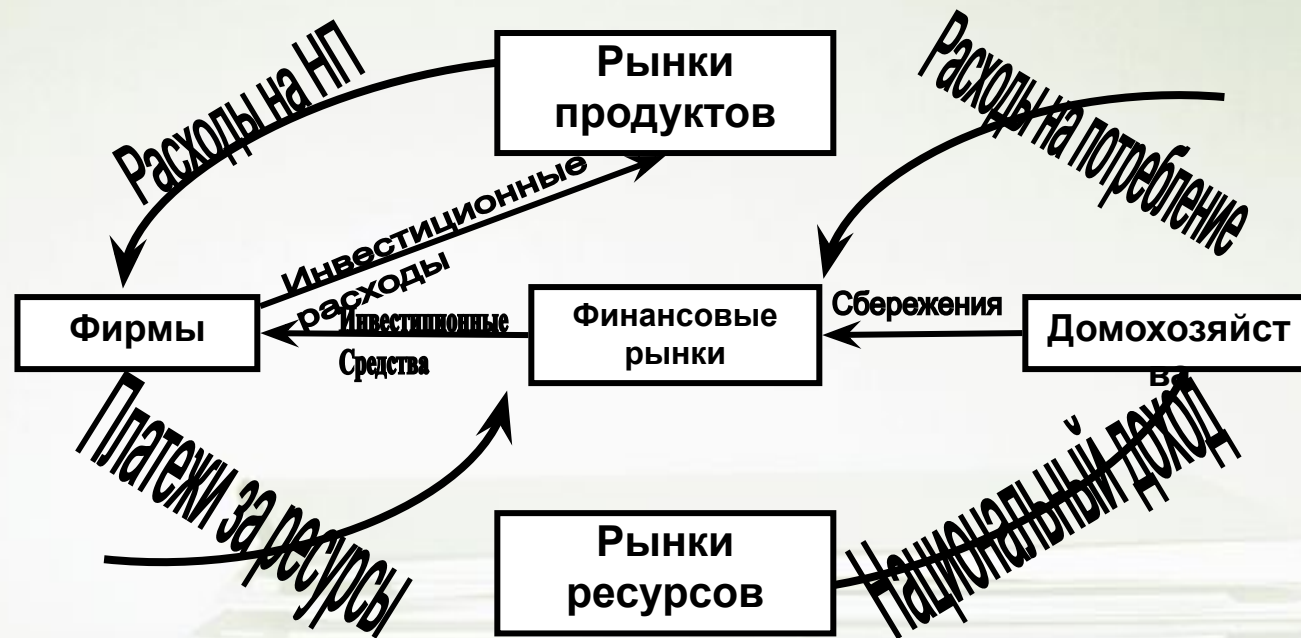 Расходы на НП
Рынки
продуктов
Расходы на потребление
Инвестиционные
расходы
Фирмы
Инвестиционные
Средства
Финансовые
рынки
Сбережения
Домохозяйст
ва
Платежи за ресурсы
Рынки
ресурсов
Национальный доход